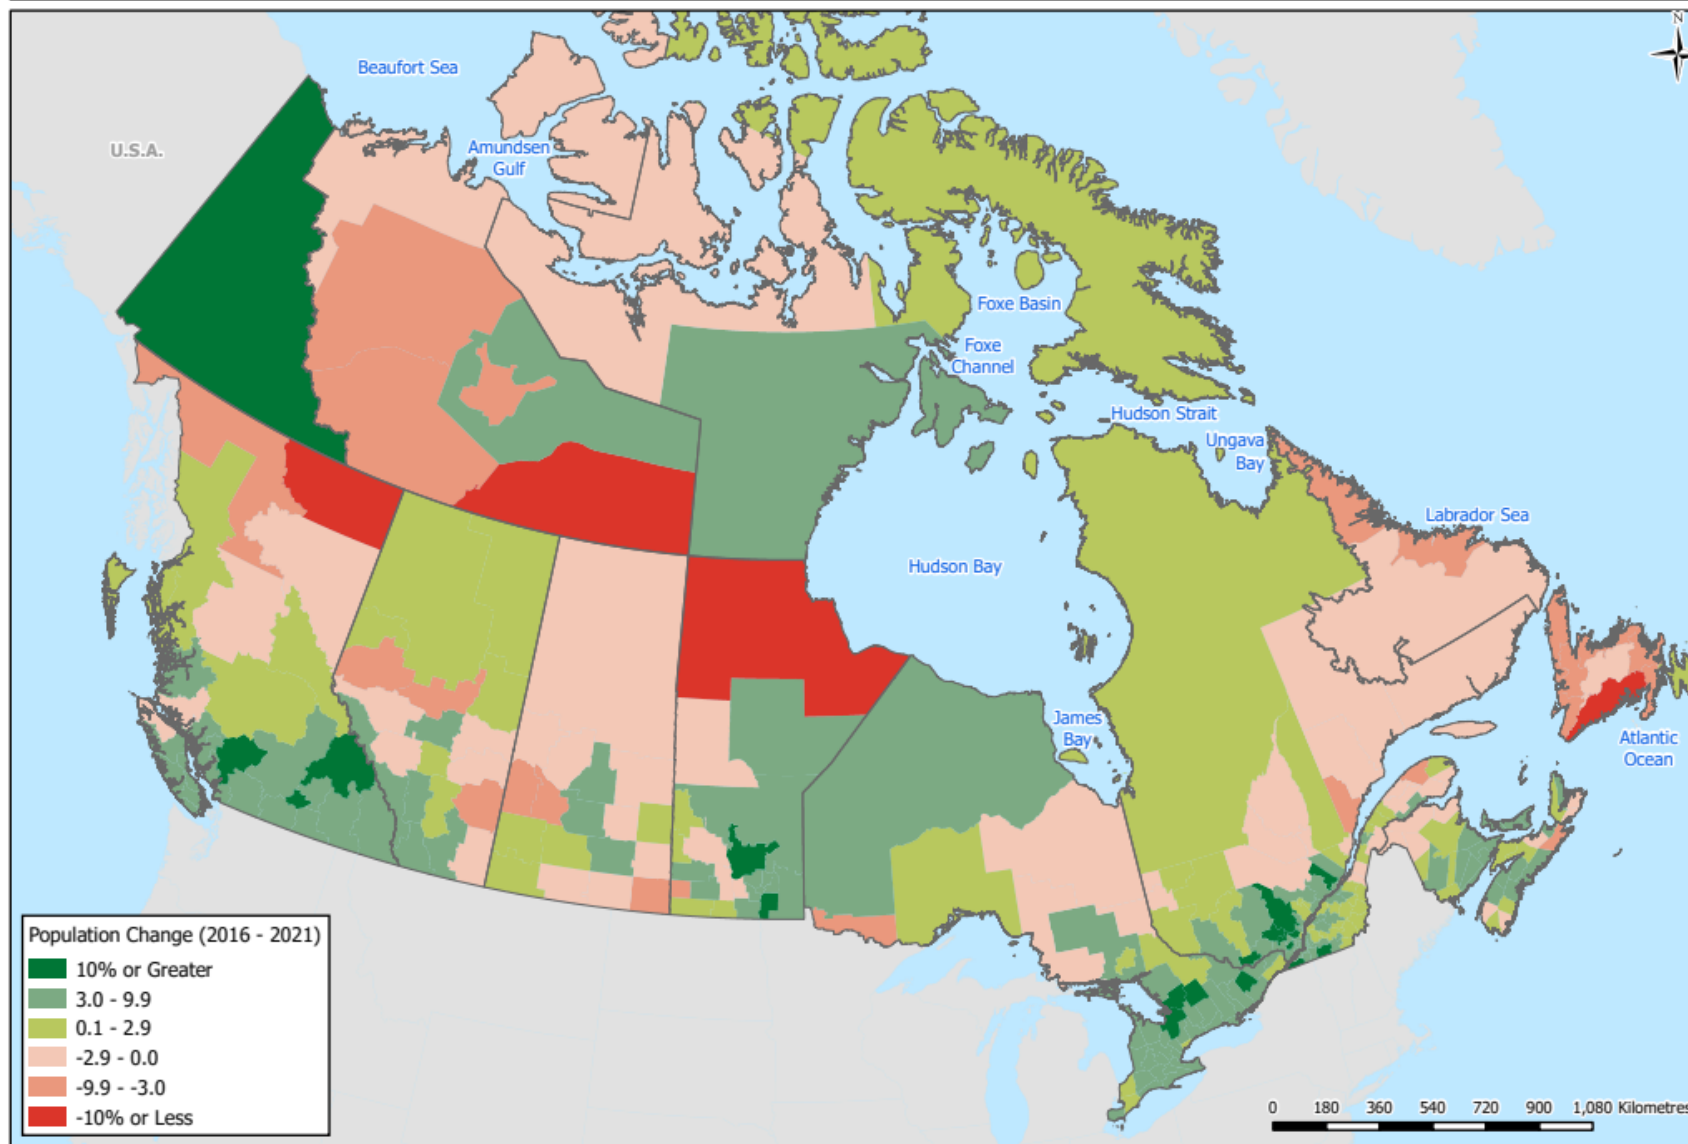 N
Beaufort Sea
U.S.A.
Amundsen
Gulf
Foxe Basin
Foxe
Channel
Hudson Strait
Ungava
Bay
Labrador Sea
Hudson Bay
James
Bay
Atlantic
Ocean
Population Change (2016 - 2021)
10% or Greater
3.0 - 9.9
0.1 - 2.9
-2.9 - 0.0
-9.9 - -3.0
-10% or Less
0 180 360 540 720 900 1,080 Kilometres